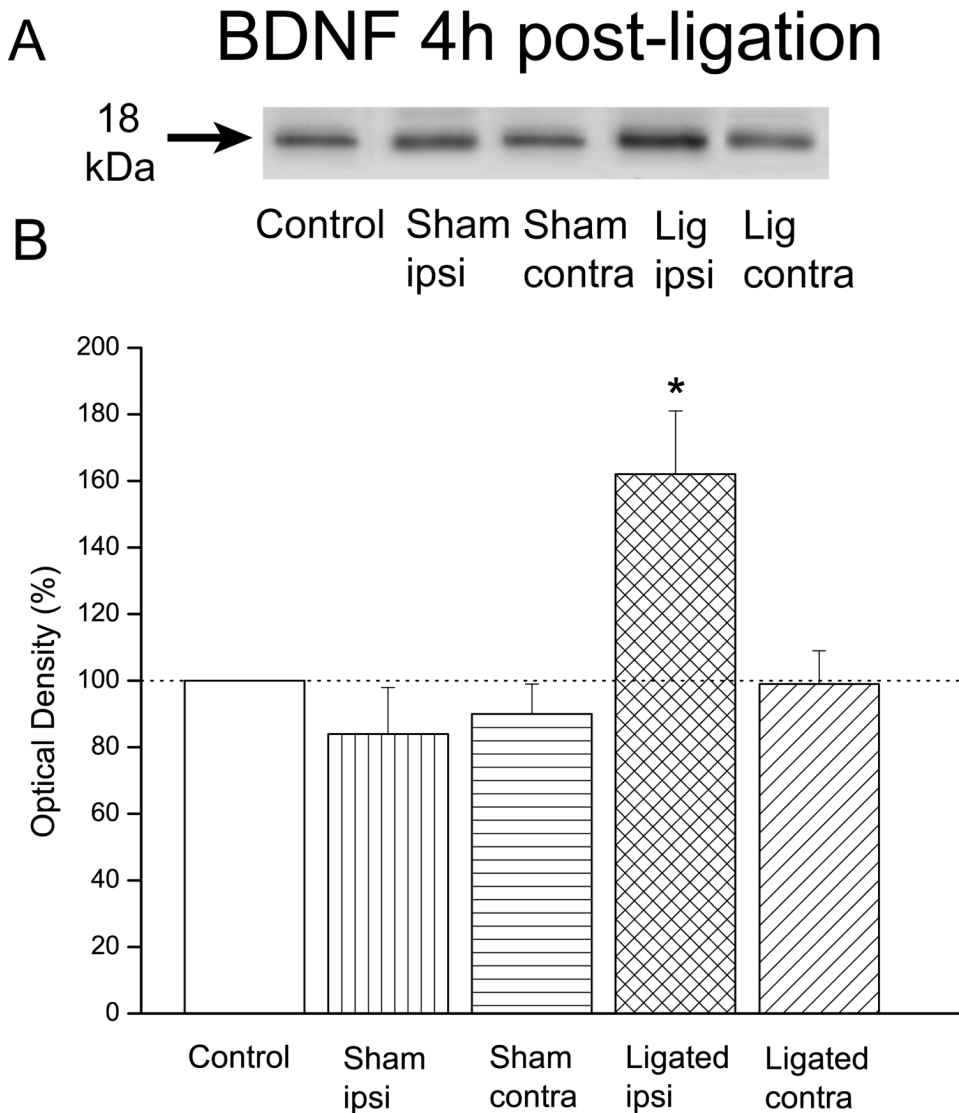 A
BDNF 4h post-ligation
18
kDa
Control
Sham
ipsi
Sham
contra
Lig
ipsi
Lig
contra
B
200
180
160
140
120
100
80
60
40
20
0
Optical Density (%)
*
Control
Sham
ipsi
Sham
contra
Ligated
ipsi
Ligated
contra